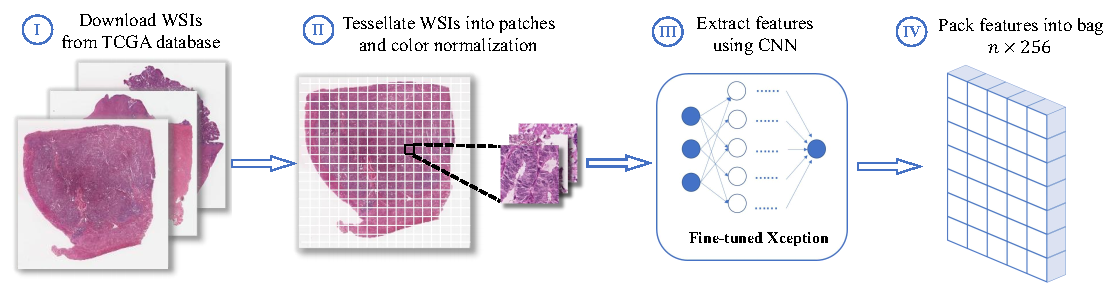 I
Download WSIs
from TCGA database
II
Tessellate WSIs into patches
and color normalization
III
Extract features
using CNN
IV
Pack features into bag
n × 256
......
......
......
......
......
Fine-tuned Xception